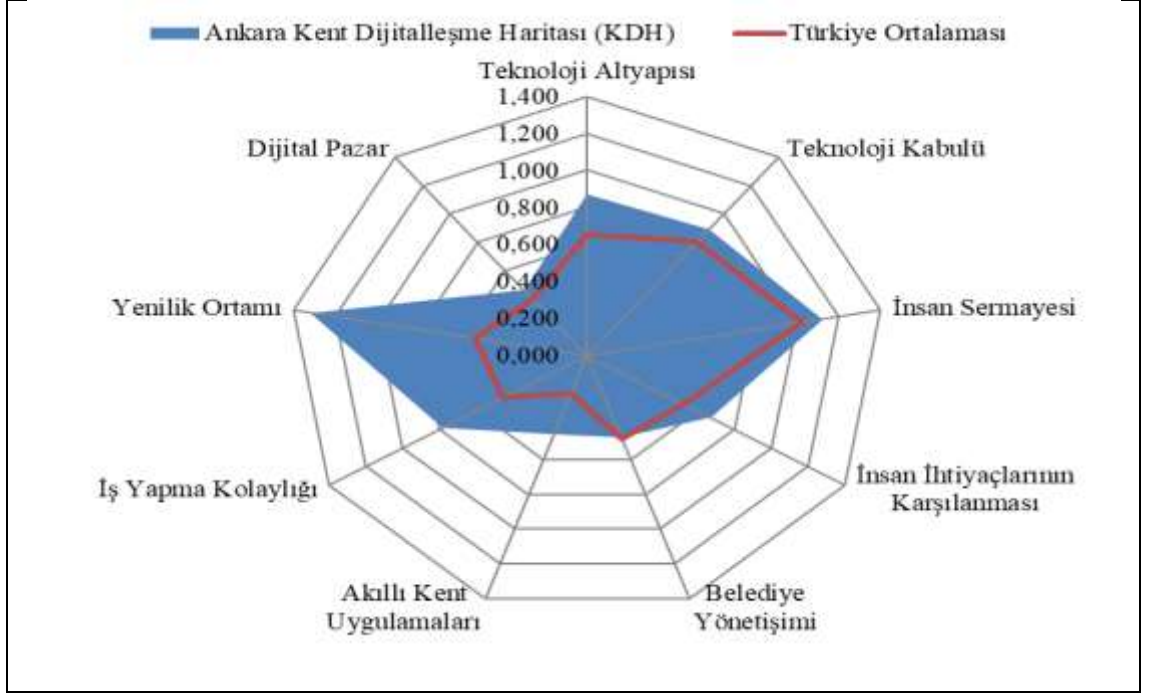 Ankara Kent Dijitalleşme Haritası (KDH)
Türkiye Ortalaması
Teknoloji Altyapısı
1,400
1,200
1,000
0,800
0,600
0,400
0,200
0,000
Teknoloji Kabulü
İnsan Sermayesi
İnsan İhtiyaçlarının
Karşılanması
Belediye
Yönetişimi
Akıllı Kent
Uygulamaları
İş Yapma Kolaylığı
Yenilik Ortamı
Dijital Pazar